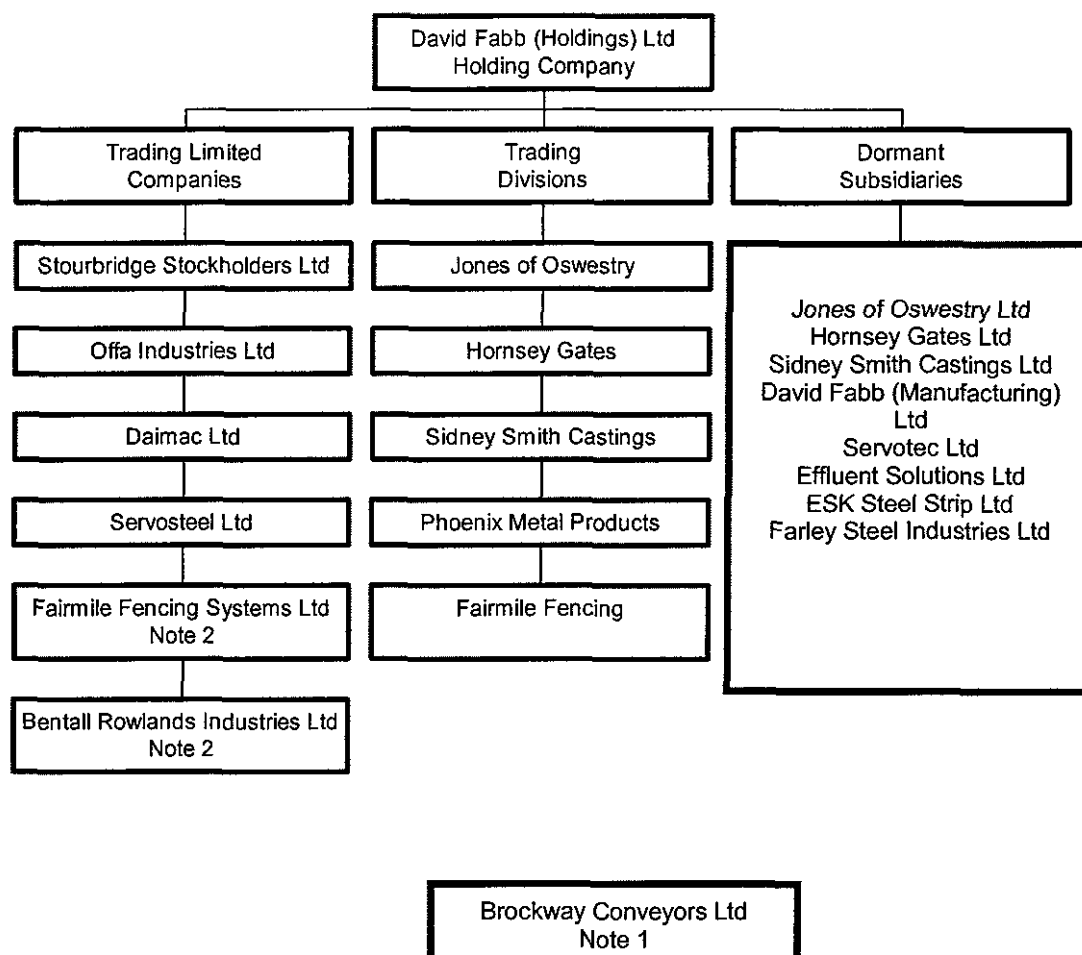 David Fabb (Holdings) Ltd
Holding Company
Trading Limited
Companies
Trading
Divisions
Dormant
Subsidiaries
Stourbridge Stockholders Ltd
Jones of Oswestry
Offa Industries Ltd
Hornsey Gates
Daimac Ltd
Sidney Smith Castings
Servosteel Ltd
Phoenix Metal Products
Fairmile Fencing Systems Ltd
Note 2
Fairmile Fencing
Bentall Rowlands Industries Ltd
Note 2
Jones of Oswestry Ltd
Hornsey Gates Ltd
Sidney Smith Castings Ltd
David Fabb (Manufacturing)
Ltd
Servotec Ltd
Effluent Solutions Ltd
ESK Steel Strip Ltd
Farley Steel Industries Ltd
Brockway Conveyors Ltd
Note 1